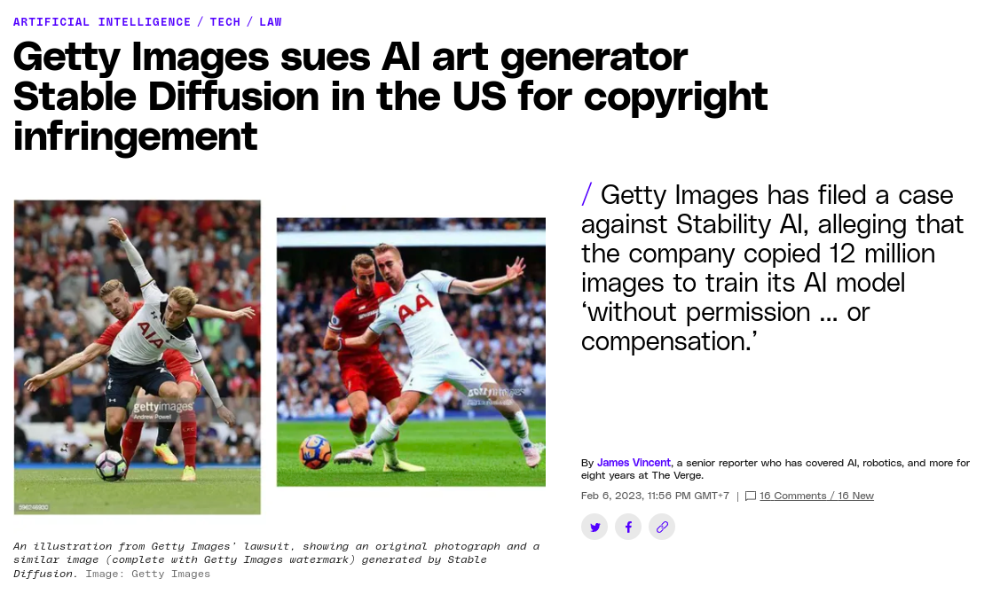 ARTIFICIAL INTELLIGENCE / TECH / LAW
Getty Images sues AI art generator
Stable Diffusion in the US for copyright
infringement
AIA
gettyimages
Andrew Powell
AA
/ Getty Images has filed a case
against Stability AI, alleging that
the company copied 12 million
images to train its AI model
‘without permission ... or
compensation.’
By James Vincent, a senior reporter who has covered AI, robotics, and more for
eight years at The Verge.
Feb 6, 2023, 11:56 PM GMT+7 | 16 Comments / 16 New
An illustration from Getty Images’ lawsuit, showing an original photograph and a
similar image (complete with Getty Images watermark) generated by Stable
Diffusion. Image: Getty Images